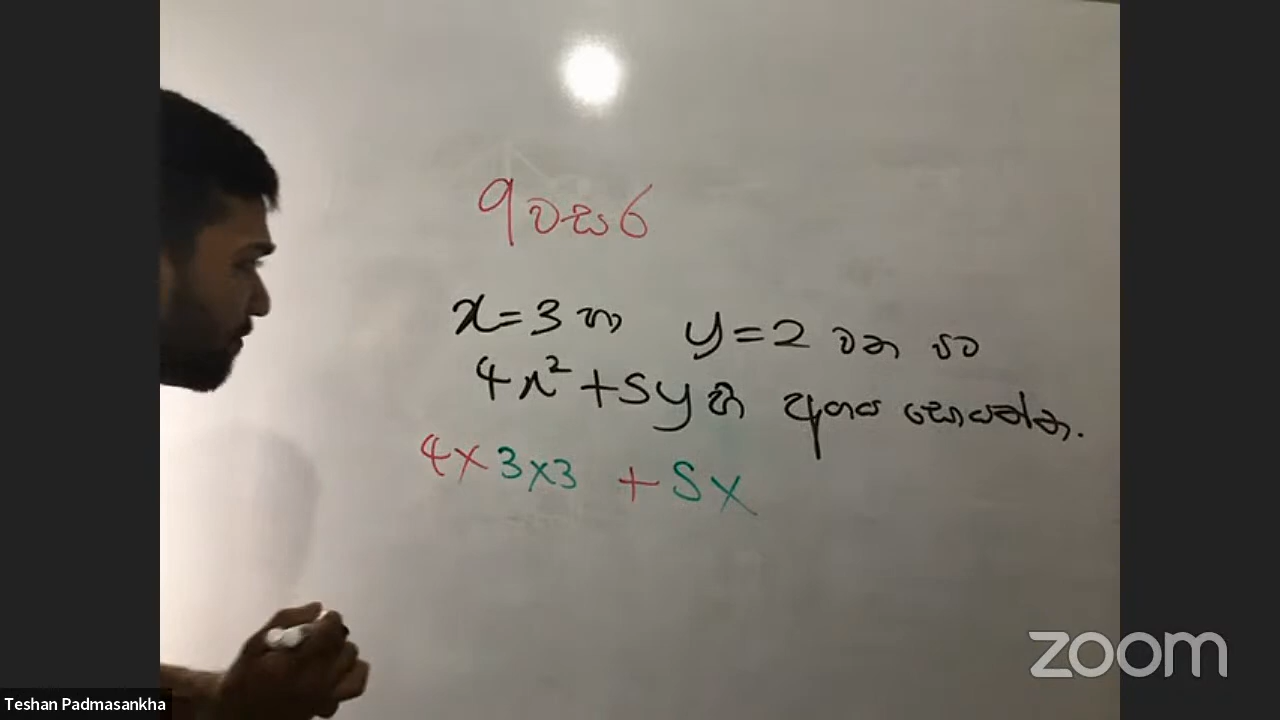 9 වසර
x=3 හා y=2 වන විට
4x²+5y හි අගය සොයන්න.
4×3×3 +5×
zoom
Teshan Padmasankha